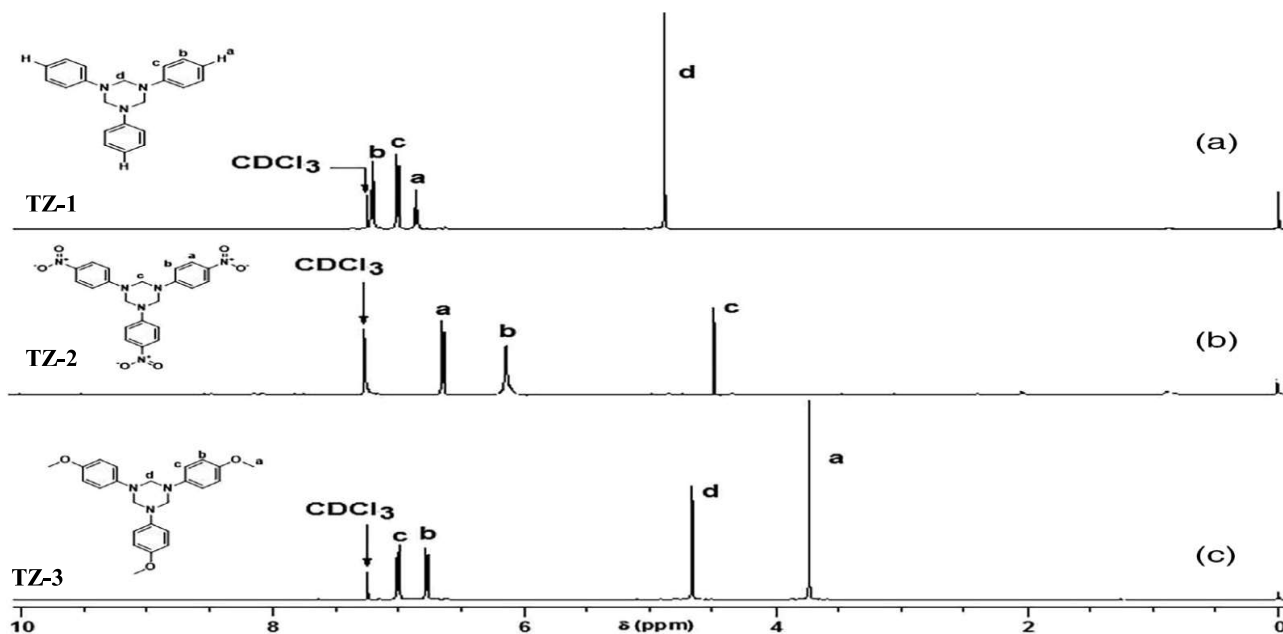 H
N
N
N
d
c
b
H
a
H
CDCl3
b
c
a
d
(a)
TZ-1
O
-O
N+
N
N
N
c
b
a
N+
O
O-
-O
N+
O
CDCl3
a
b
c
(b)
TZ-2
O
N
N
N
d
c
b
O
a
O
CDCl3
c
b
d
a
(c)
TZ-3
10
8
6
δ (ppm)
4
2
0